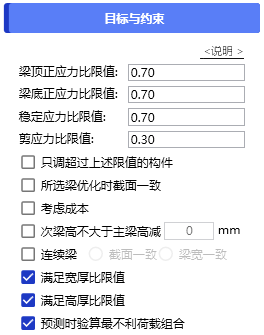 目标与约束
<说明 >
梁顶正应力比限值: 0.70
梁底正应力比限值: 0.70
稳定应力比限值: 0.70
剪应力比限值: 0.30
只调超过上述限值的构件
所选梁优化时截面一致
考虑成本
次梁高不大于主梁高减 0 mm
连续梁 截面一致 梁宽一致
满足宽厚比限值
满足高厚比限值
预测时验算最不利荷载组合